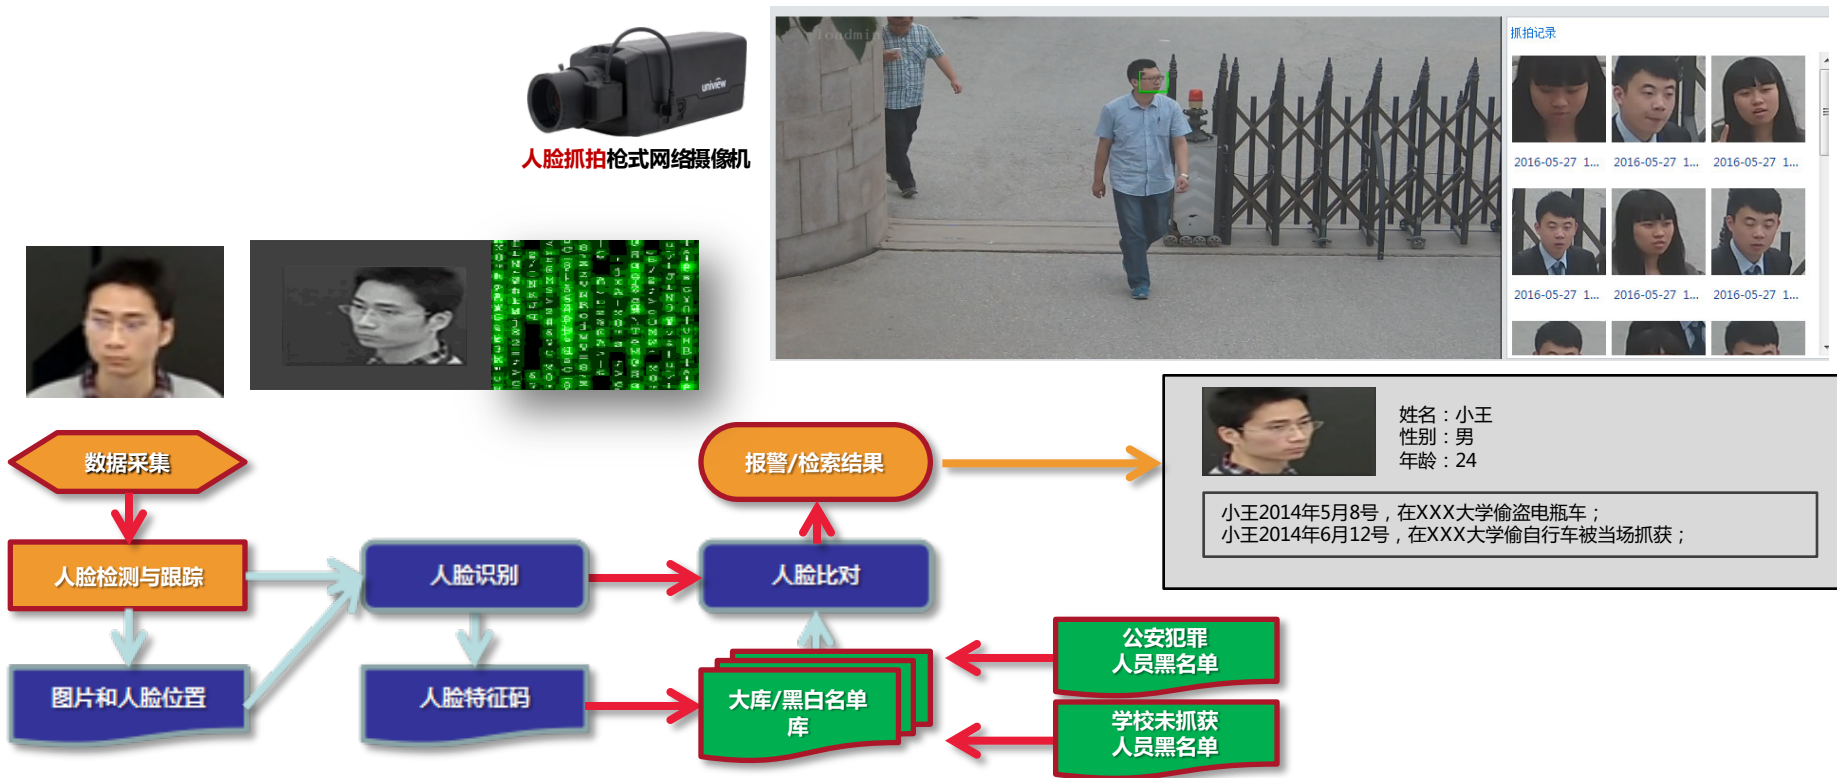 uniview
人脸抓拍枪式网络摄像机
loadmin
抓拍记录
2016-05-27 1...
2016-05-27 1...
2016-05-27 1...
2016-05-27 1...
2016-05-27 1...
2016-05-27 1...
姓名：小王
性别：男
年龄：24
小王2014年5月8号，在XXX大学偷盗电瓶车；
小王2014年6月12号，在XXX大学偷自行车被当场抓获；
数据采集
报警/检索结果
人脸检测与跟踪
人脸识别
人脸比对
图片和人脸位置
人脸特征码
大库/黑白名单
库
公安犯罪
人员黑名单
学校未抓获
人员黑名单